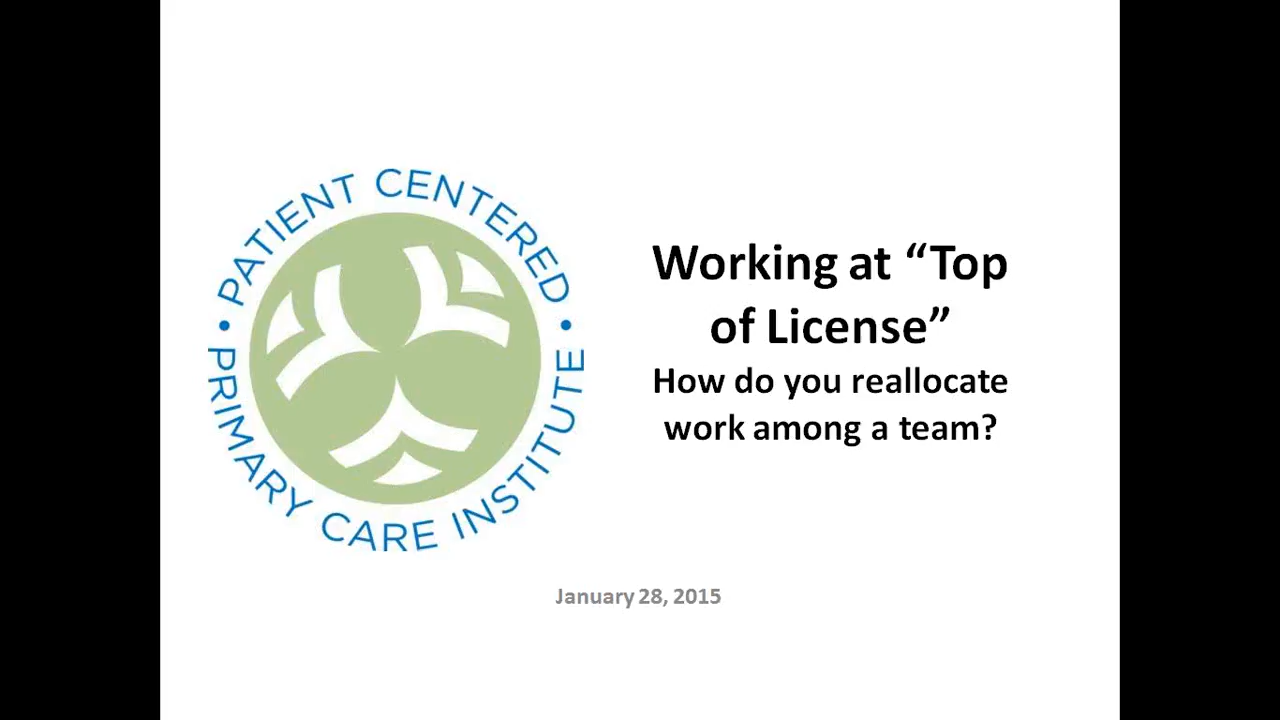 PATIENT CENTERED
PRIMARY CARE INSTITUTE
Working at “Top
of License”
How do you reallocate
work among a team?
January 28, 2015